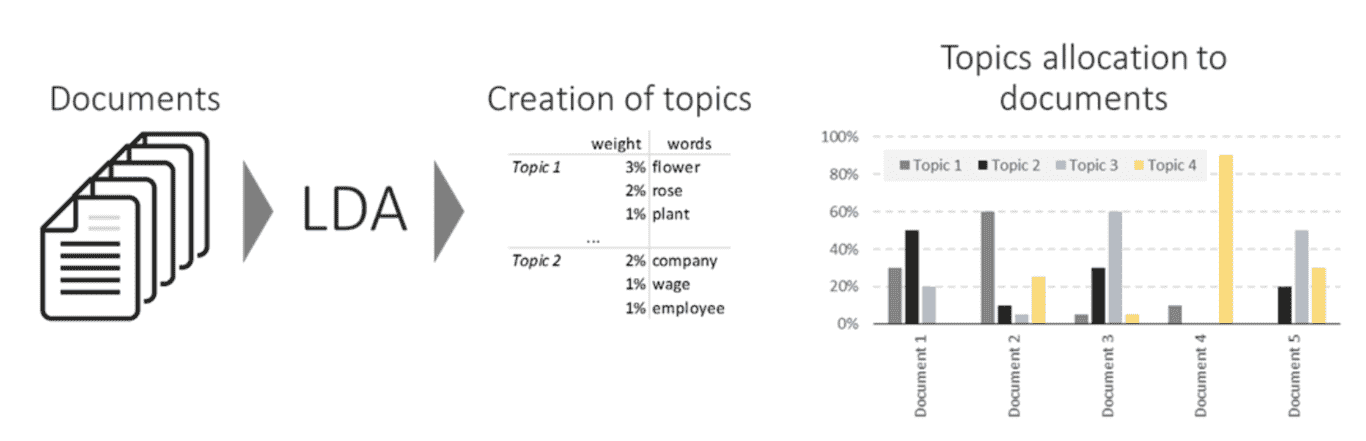 Documents
LDA
Creation of topics
weight words
Topic 1 3% flower
2% rose
1% plant
...
Topic 2 2% company
1% wage
1% employee
Topics allocation to
documents
100%
80%
60%
40%
20%
0%
Topic 1 Topic 2 Topic 3 Topic 4
Document 1
Document 2
Document 3
Document 4
Document 5